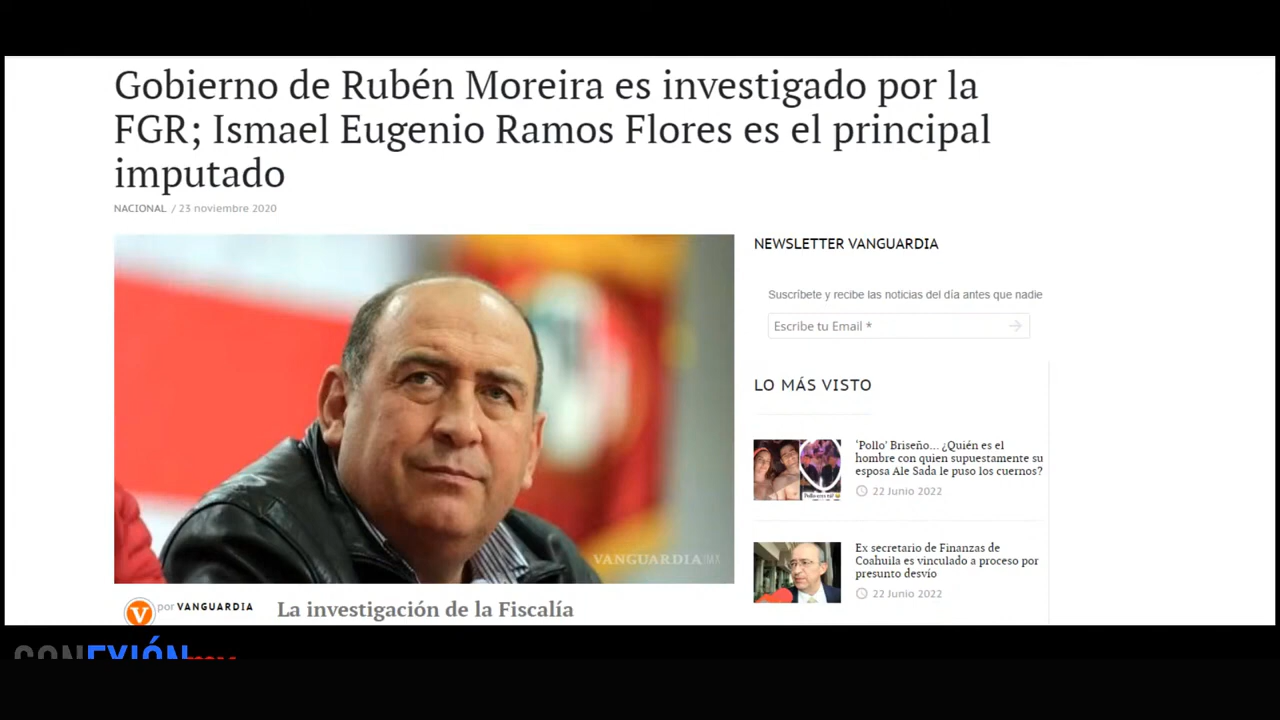 Gobierno de Rubén Moreira es investigado por la
FGR; Ismael Eugenio Ramos Flores es el principal
imputado
NACIONAL / 23 noviembre 2020
VANGUARDIA MX
por VANGUARDIA
La investigación de la Fiscalía
NEWSLETTER VANGUARDIA
Suscríbete y recibe las noticias del día antes que nadie
Escribe tu Email *
LO MÁS VISTO
'Pollo' Briseño... ¿Quién es el
hombre con quien supuestamente su
esposa Ale Sada le puso los cuernos?
22 Junio 2022
Ex secretario de Finanzas de
Coahuila es vinculado a proceso por
presunto desvío
22 Junio 2022
CONEXIÓN